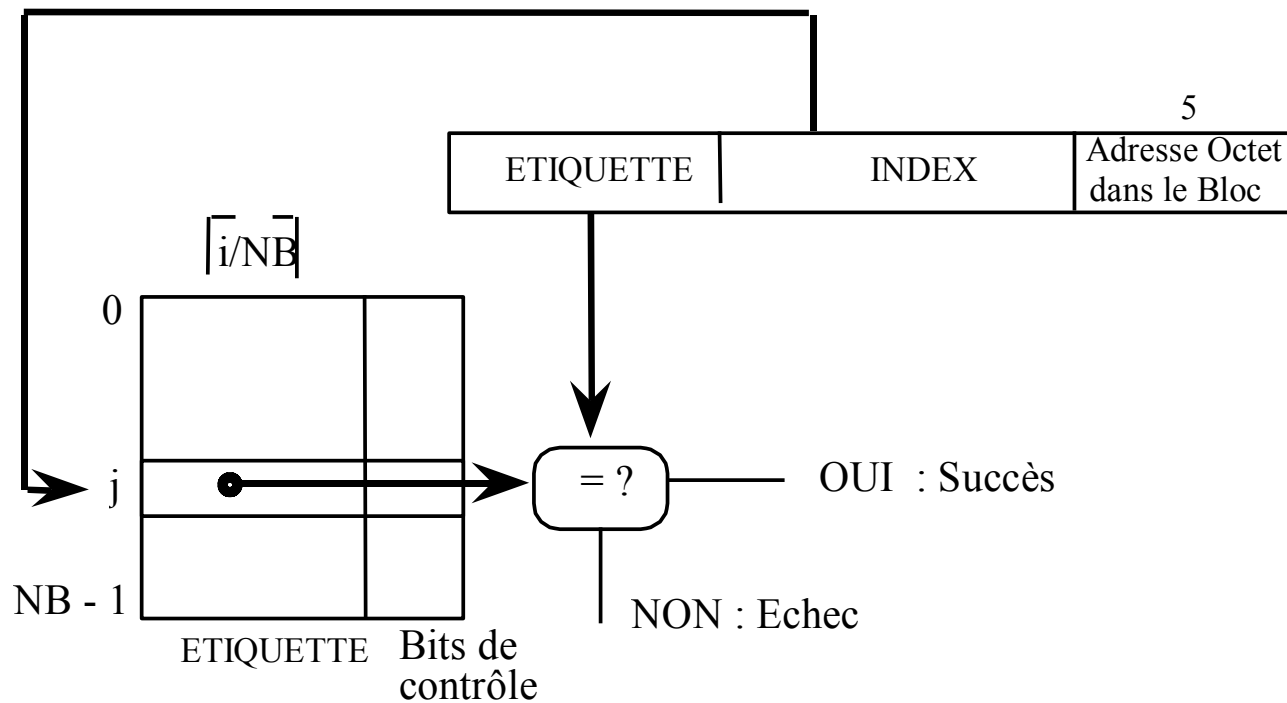 5
ETIQUETTE
INDEX
Adresse Octet
dans le Bloc
i/NB
0
j
NB - 1
= ?
OUI : Succès
NON : Echec
ETIQUETTE
Bits de
contrôle